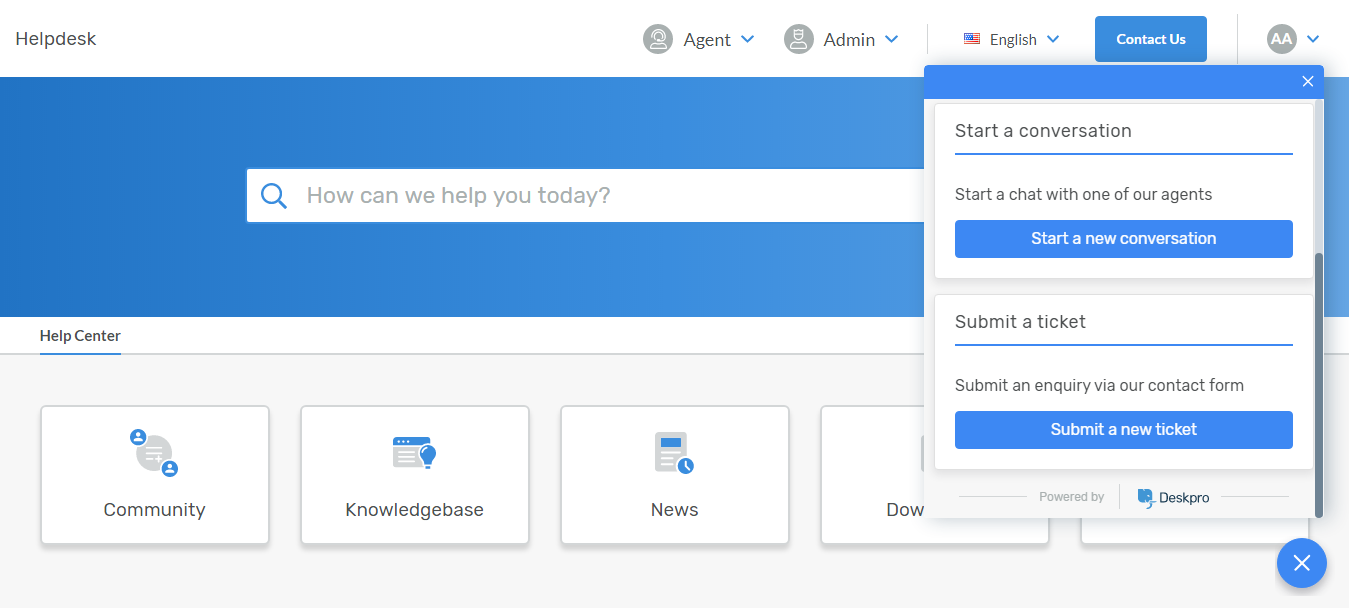 Helpdesk
Agent
Admin
English
Contact Us
AA
How can we help you today?
Start a conversation
Start a chat with one of our agents
Start a new conversation
Submit a ticket
Submit an enquiry via our contact form
Submit a new ticket
Powered by
Deskpro
Help Center
Community
Knowledgebase
News
Dow